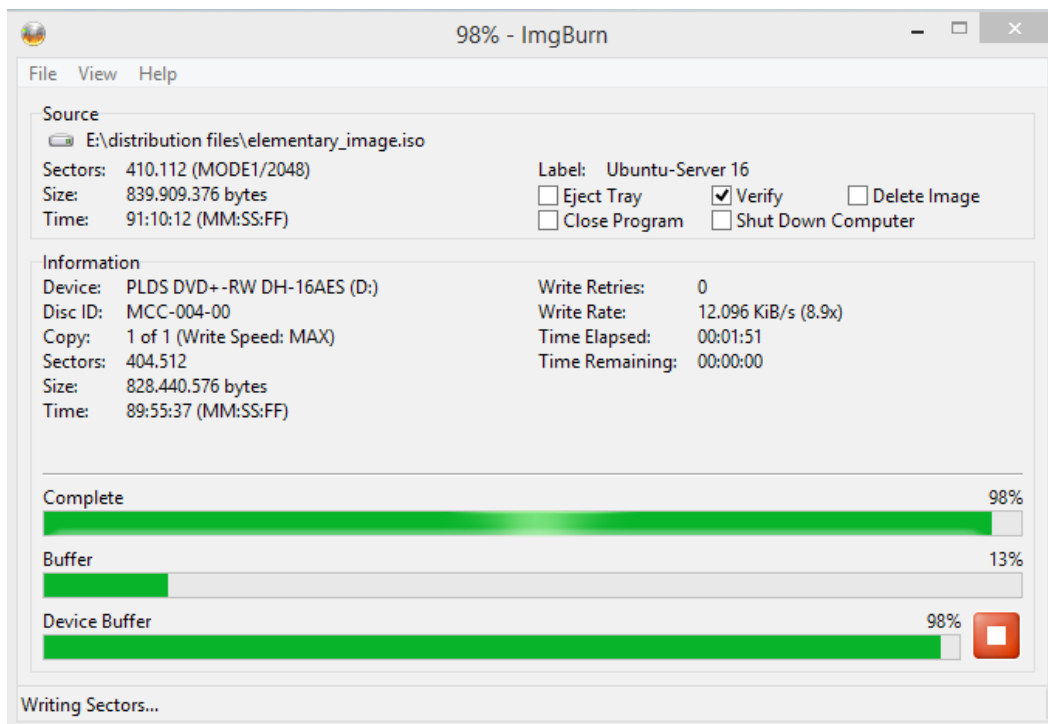 98% - ImgBurn
File View Help
Source
E:\distribution files\elementary_image.iso
Sectors: 410.112 (MODE1/2048)
Size: 839.909.376 bytes
Time: 91:10:12 (MM:SS:FF)
Label: Ubuntu-Server 16
Eject Tray Verify Delete Image
Close Program Shut Down Computer
Information
Device: PLDS DVD+-RW DH-16AES (D:)
Disc ID: MCC-004-00
Copy: 1 of 1 (Write Speed: MAX)
Sectors: 404.512
Size: 828.440.576 bytes
Time: 89:55:37 (MM:SS:FF)
Write Retries: 0
Write Rate: 12.096 KiB/s (8.9x)
Time Elapsed: 00:01:51
Time Remaining: 00:00:00
Complete 98%
Buffer 13%
Device Buffer 98%
Writing Sectors...